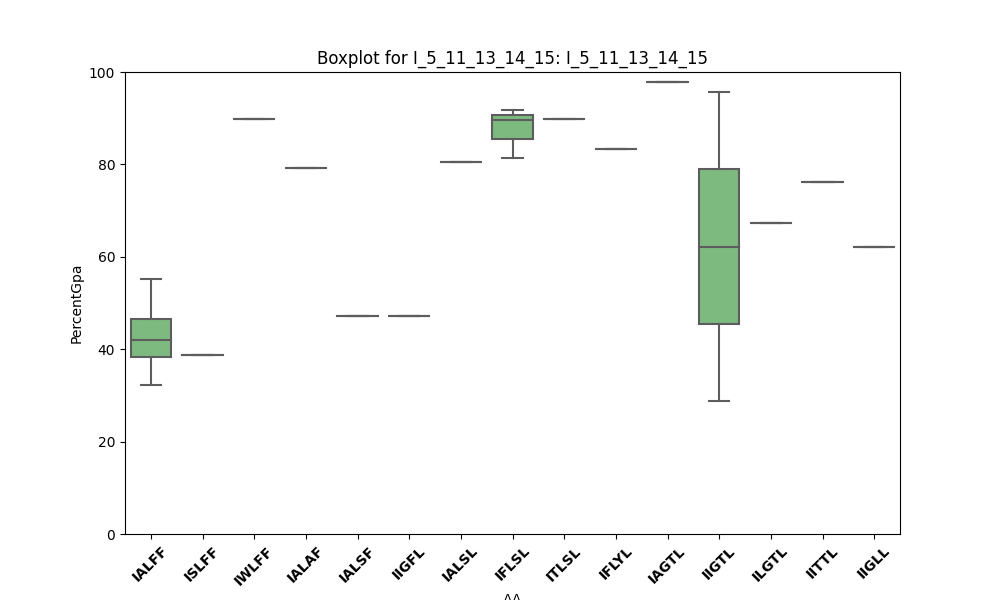 Boxplot for I_5_11_13_14_15: I_5_11_13_14_15
100
80
60
40
20
0
PercentGpa
IALFF
ISLFF
IWLFF
IALAF
IALSF
IIGFL
IALSL
IFLSL
ITLSL
IFLYL
IAGTL
IIGTL
ILGTL
IITTL
IIGLL